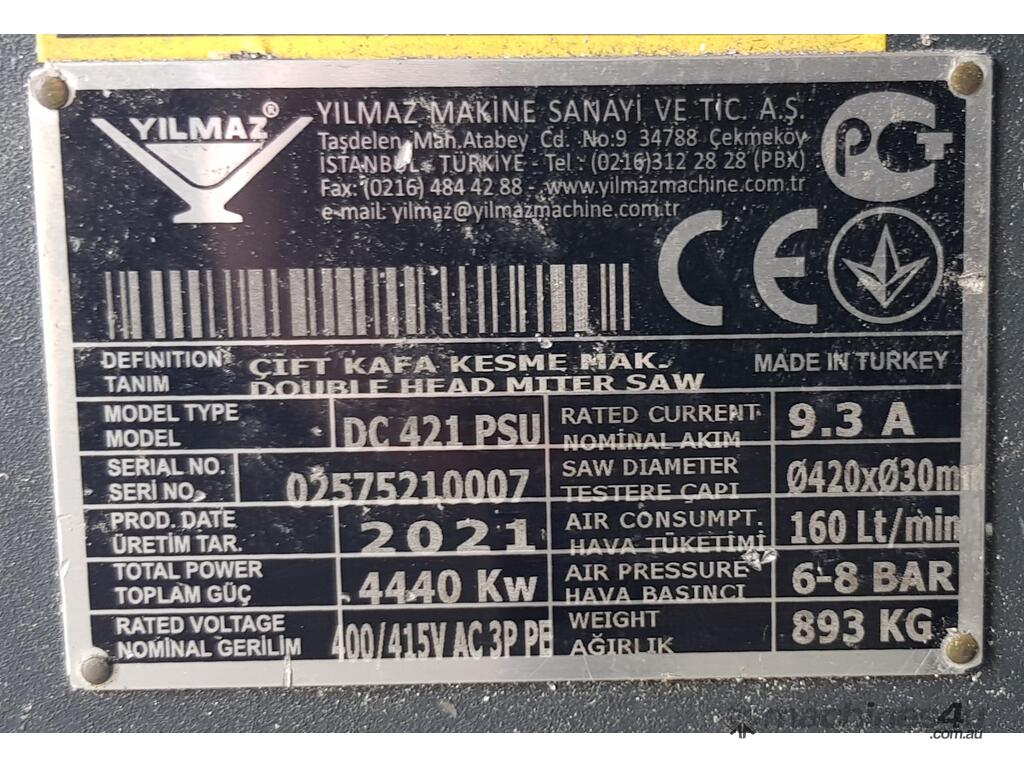 YILMAZ ®
YILMAZ MAKİNE SANAYİ VE TİC. A.Ş.
Taşdelen Mah.Atabey Cd. No:9 34788 Çekmeköy
İSTANBUL - TÜRKİYE - Tel : (0216)312 28 28 (PBX)
Fax: (0216) 484 42 88 - www.yilmazmachine.com.tr
e-mail: yilmaz@yilmazmachine.com.tr
PCT
CE
DEFINITION
TANIM
ÇİFT KAFA KESME MAK.
DOUBLE HEAD MITER SAW
MADE IN TURKEY
MODEL TYPE
MODEL
DC 421 PSU
RATED CURRENT
NOMİNAL AKIM
9.3 A
SERIAL NO.
SERİ NO.
02575210007
SAW DIAMETER
TESTERE ÇAPI
Ø420xØ30mm
PROD. DATE
ÜRETİM TAR.
2021
AIR CONSUMPT.
HAVA TÜKETİMİ
160 Lt/min
TOTAL POWER
TOPLAM GÜÇ
4440 Kw
AIR PRESSURE
HAVA BASINCI
6-8 BAR
RATED VOLTAGE
NOMİNAL GERİLİM
400/415V AC 3P PE
WEIGHT
AĞIRLIK
893 KG
machines4u
.com.au